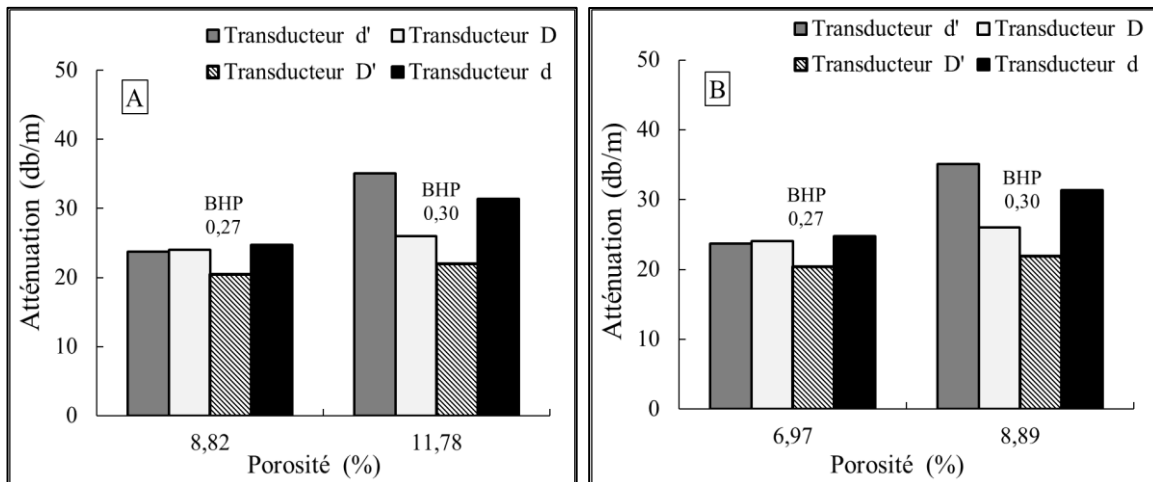 Transducteur d' Transducteur D
Transducteur D' Transducteur d
A
Atténuation (db/m)
50
40
30
20
10
0
BHP
0,27
BHP
0,30
8,82 11,78
Porosité (%)
Transducteur d' Transducteur D
Transducteur D' Transducteur d
B
Atténuation (db/m)
50
40
30
20
10
0
BHP
0,27
BHP
0,30
6,97 8,89
Porosité (%)